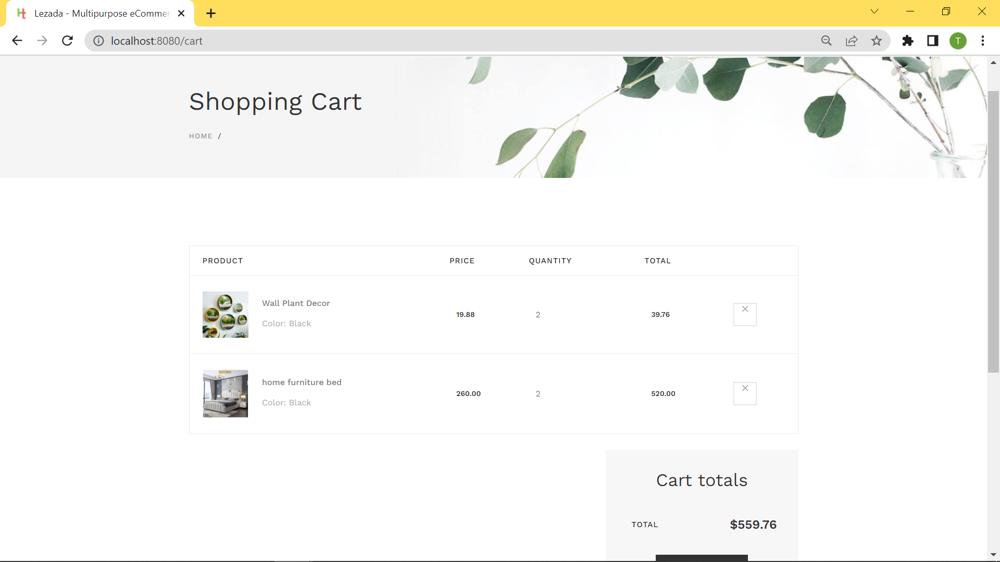 Lezada - Multipurpose eCommer
localhost:8080/cart
T
Shopping Cart
HOME /
PRODUCT PRICE QUANTITY TOTAL
Wall Plant Decor
Color: Black
19.88 2 39.76
home furniture bed
Color: Black
260.00 2 520.00
Cart totals
TOTAL $559.76